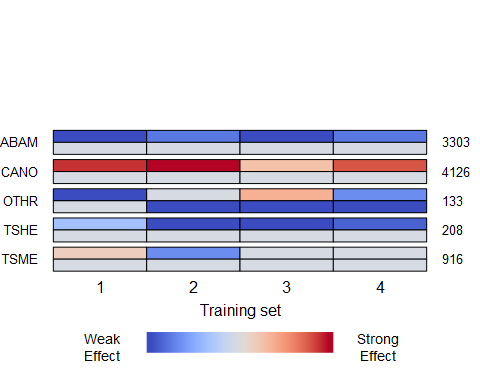 ABAM 3303
CANO 4126
OTHR 133
TSHE 208
TSME 916
1 2 3 4
Training set
Weak Effect
Strong Effect